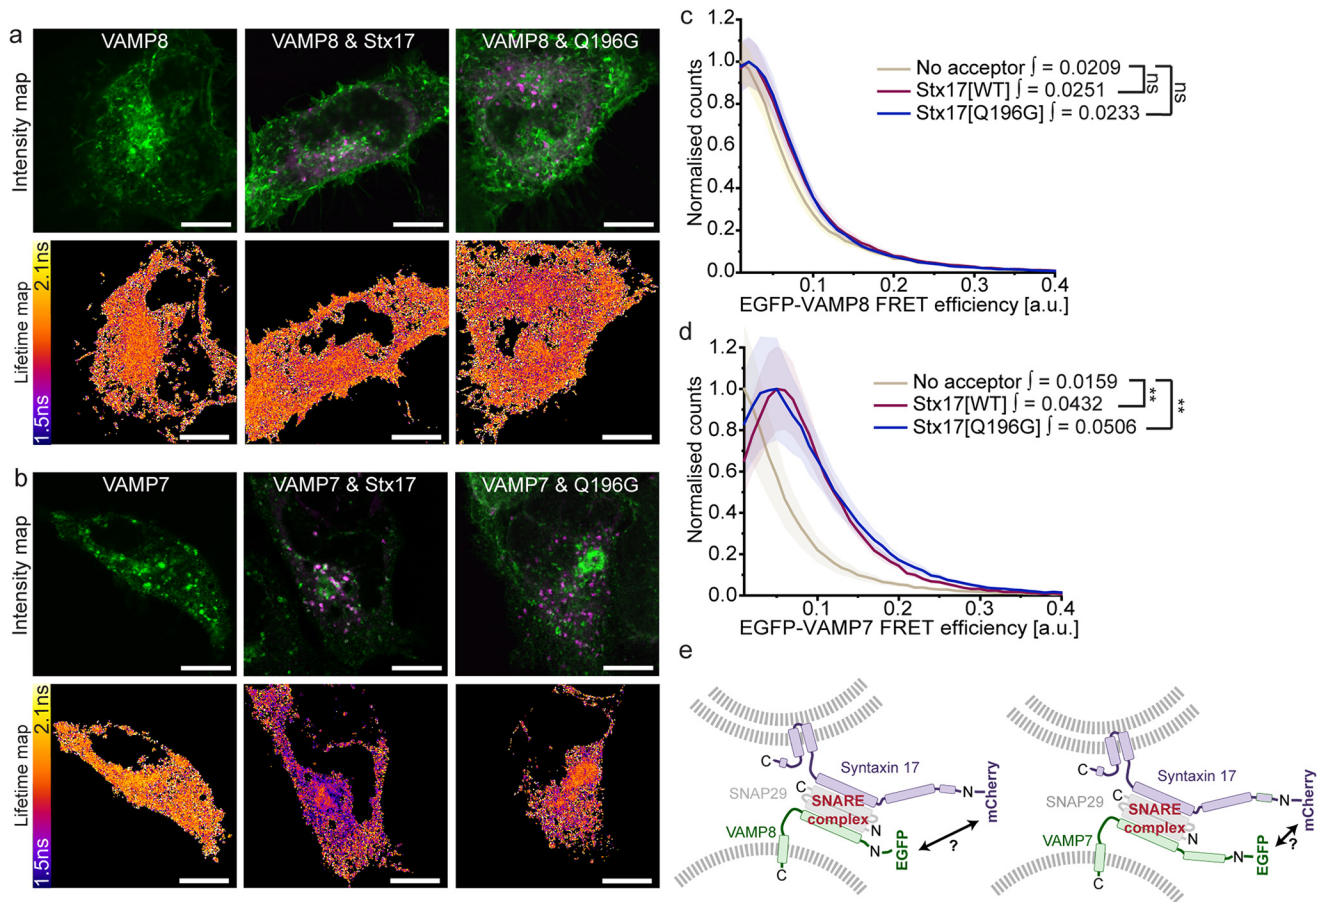 a
VAMP8
VAMP8 & Stx17
VAMP8 & Q196G
Intensity map
Lifetime map
2.1ns
1.5ns
b
VAMP7
VAMP7 & Stx17
VAMP7 & Q196G
Intensity map
Lifetime map
2.1ns
1.5ns
c
Normalised counts
1.2
1.0
0.8
0.6
0.4
0.2
0.0
0.1
0.2
0.3
0.4
EGFP-VAMP8 FRET efficiency [a.u.]
No acceptor ∫ = 0.0209
Stx17[WT] ∫ = 0.0251
Stx17[Q196G] ∫ = 0.0233
ns
ns
d
Normalised counts
1.2
1.0
0.8
0.6
0.4
0.2
0.0
0.1
0.2
0.3
0.4
EGFP-VAMP7 FRET efficiency [a.u.]
No acceptor ∫ = 0.0159
Stx17[WT] ∫ = 0.0432
Stx17[Q196G] ∫ = 0.0506
**
**
e
C
Syntaxin 17
SNAP29
C
SNARE
complex
N
mCherry
VAMP8
N
N
EGFP
?
C
C
Syntaxin 17
SNAP29
C
SNARE
complex
N
mCherry
VAMP7
N
N
EGFP
?
C